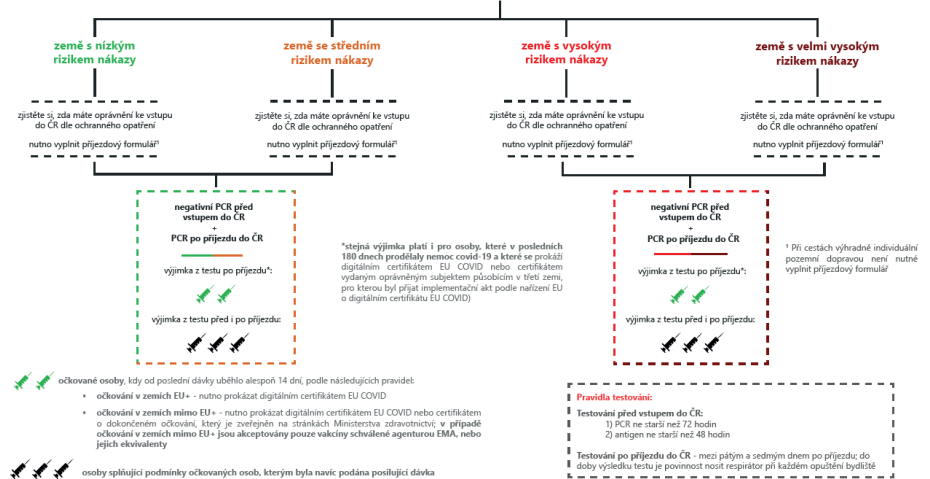 země s nízkým
rizikem nákazy
země se středním
rizikem nákazy
země s vysokým
rizikem nákazy
země s velmi vysokým
rizikem nákazy
zjistěte si, zda máte oprávnění ke vstupu
do ČR dle ochranného opatření
nutno vyplnit příjezdový formulář¹
zjistěte si, zda máte oprávnění ke vstupu
do ČR dle ochranného opatření
nutno vyplnit příjezdový formulář¹
zjistěte si, zda máte oprávnění ke vstupu
do ČR dle ochranného opatření
nutno vyplnit příjezdový formulář¹
zjistěte si, zda máte oprávnění ke vstupu
do ČR dle ochranného opatření
nutno vyplnit příjezdový formulář¹
negativní PCR před
vstupem do ČR
+
PCR po příjezdu do ČR
výjimka z testu po příjezdu*:
výjimka z testu před i po příjezdu:
*stejná výjimka platí i pro osoby, které v posledních
180 dnech prodělaly nemoc covid-19 a které se prokáží
digitálním certifikátem EU COVID nebo certifikátem
vydaným oprávněným subjektem působícím v třetí zemi,
pro kterou byl přijat implementační akt podle nařízení EU
o digitálním certifikátu EU COVID)
negativní PCR před
vstupem do ČR
+
PCR po příjezdu do ČR
výjimka z testu po příjezdu*:
výjimka z testu před i po příjezdu:
¹ Při cestách výhradně individuální
pozemní dopravou není nutné
vyplnit příjezdový formulář
očkované osoby, kdy od poslední dávky uběhlo alespoň 14 dní, podle následujících pravidel:
• očkování v zemích EU+ - nutno prokázat digitálním certifikátem EU COVID
• očkování v zemích mimo EU+ - nutno prokázat digitálním certifikátem EU COVID nebo certifikátem
o dokončeném očkování, který je zveřejněn na stránkách Ministerstva zdravotnictví; v případě
očkování v zemích mimo EU+ jsou akceptovány pouze vakcíny schválené agenturou EMA, nebo
jejich ekvivalenty
osoby splňující podmínky očkovaných osob, kterým byla navíc podána posilující dávka
Pravidla testování:
Testování před vstupem do ČR:
1) PCR ne starší než 72 hodin
2) antigen ne starší než 48 hodin
Testování po příjezdu do ČR - mezi pátým a sedmým dnem po příjezdu; do
doby výsledku testu je povinnost nosit respirátor při každém opuštění bydliště